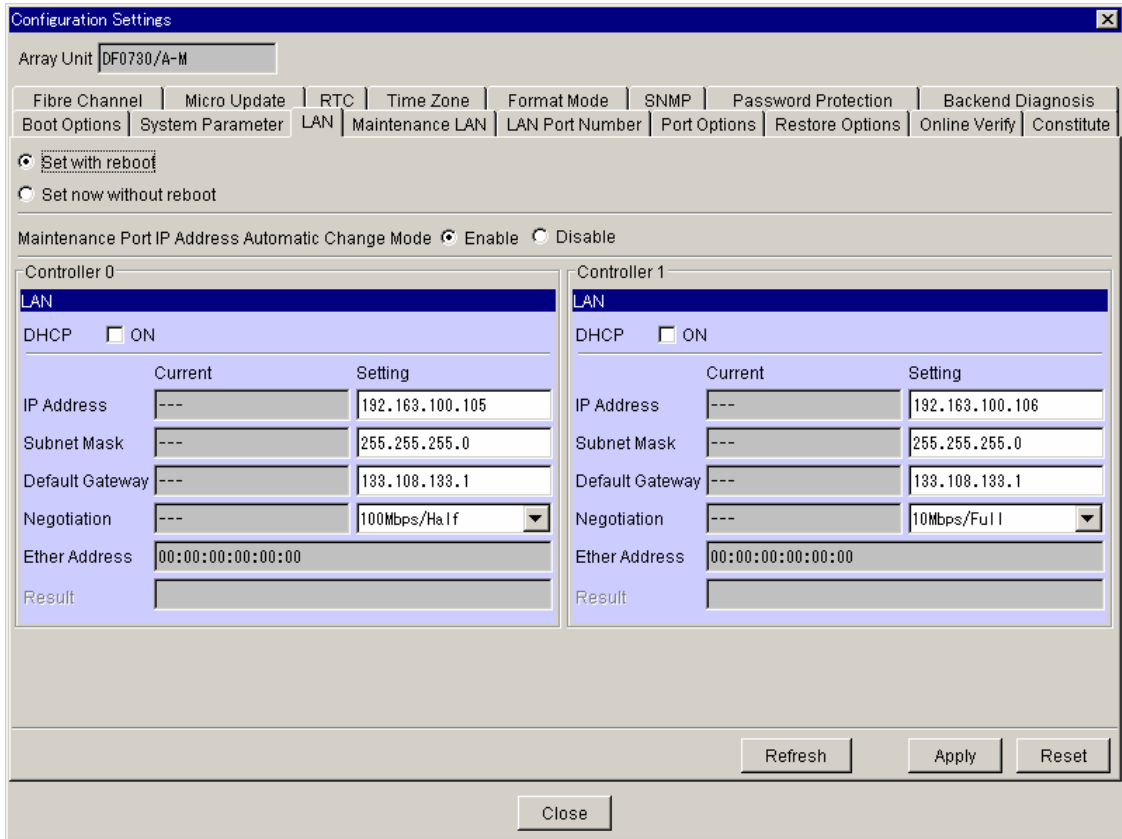 Configuration Settings
Array Unit DF0730/A-M
Fibre Channel Micro Update RTC Time Zone Format Mode SNMP Password Protection Backend Diagnosis
Boot Options System Parameter LAN Maintenance LAN LAN Port Number Port Options Restore Options Online Verify Constitute
Set with reboot
Set now without reboot
Maintenance Port IP Address Automatic Change Mode Enable Disable
Controller 0
LAN
DHCP ON
Current Setting
IP Address --- 192.163.100.105
Subnet Mask --- 255.255.255.0
Default Gateway --- 133.108.133.1
Negotiation --- 100Mbps/Half
Ether Address 00:00:00:00:00:00
Result
Controller 1
LAN
DHCP ON
Current Setting
IP Address --- 192.163.100.106
Subnet Mask --- 255.255.255.0
Default Gateway --- 133.108.133.1
Negotiation --- 10Mbps/Full
Ether Address 00:00:00:00:00:00
Result
Refresh Apply Reset
Close